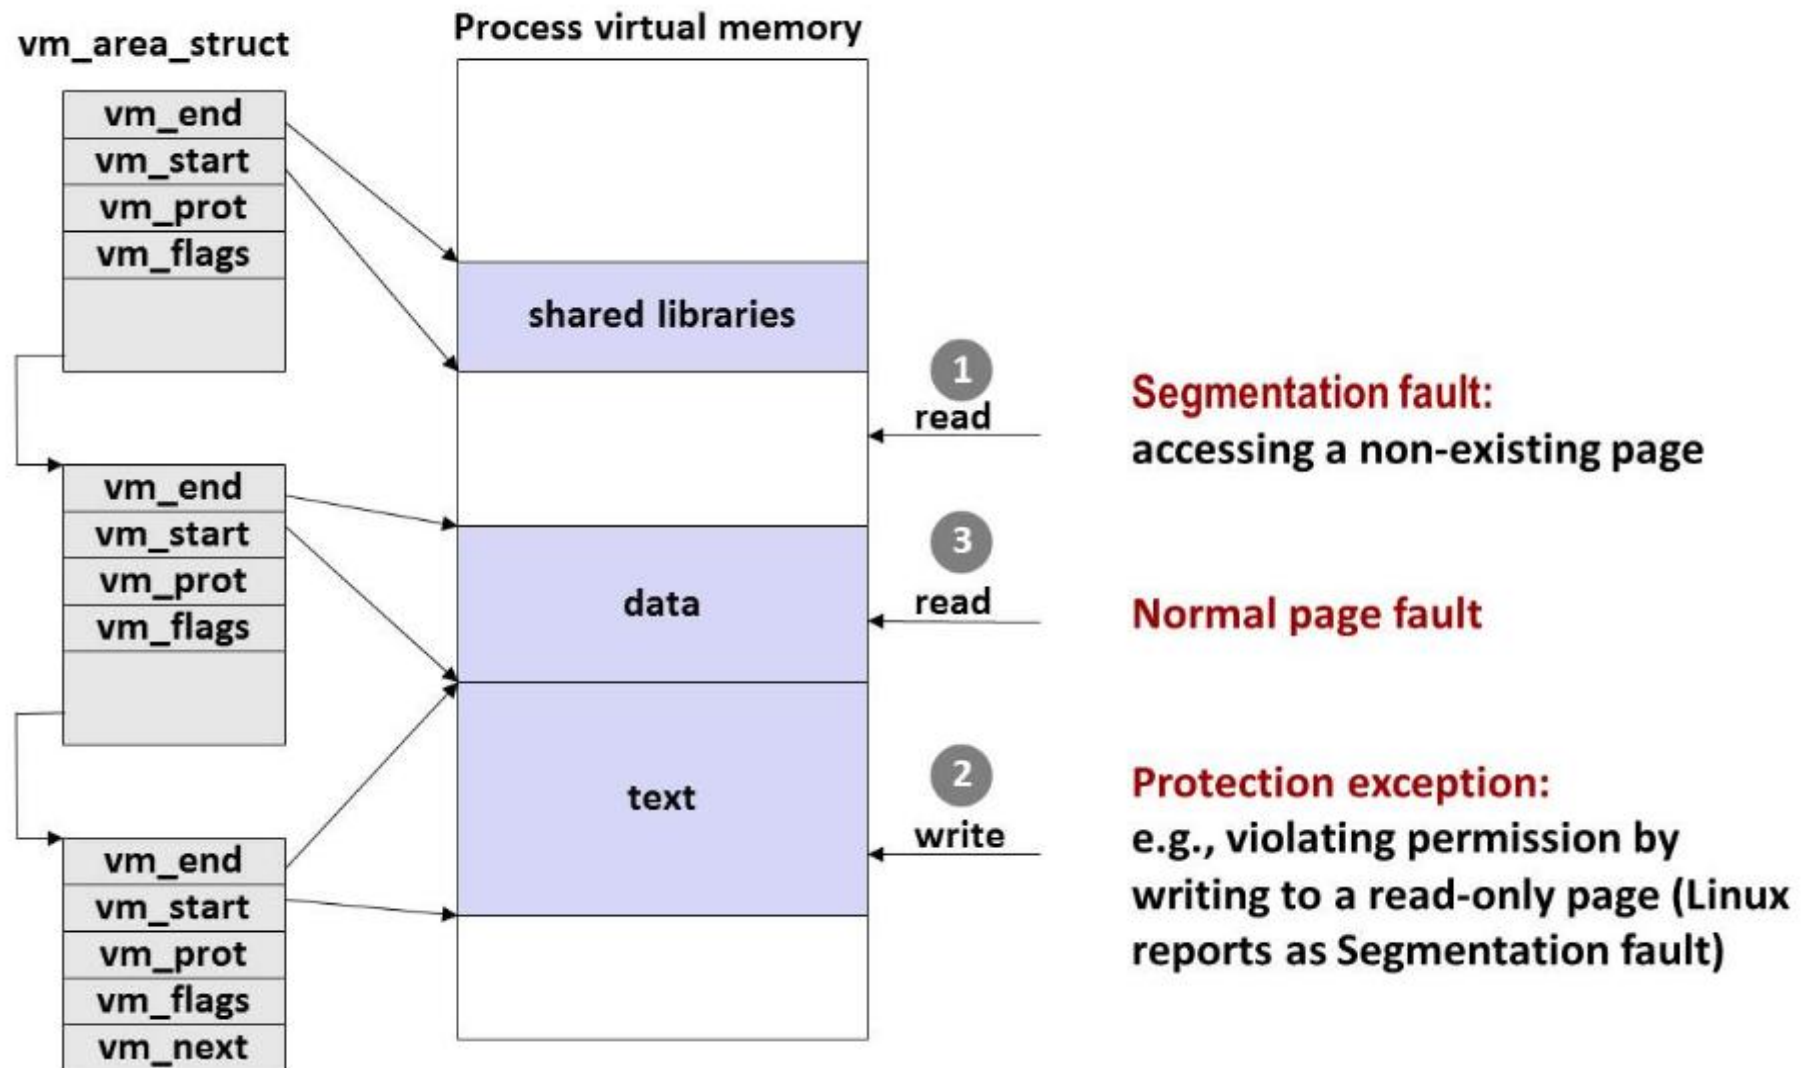 vm_area_struct
Process virtual memory
vm_end
vm_start
vm_prot
vm_flags
shared libraries
1
read
Segmentation fault:
accessing a non-existing page
vm_end
vm_start
vm_prot
vm_flags
data
3
read
Normal page fault
text
2
write
Protection exception:
e.g., violating permission by
writing to a read-only page (Linux
reports as Segmentation fault)
vm_end
vm_start
vm_prot
vm_flags
vm_next